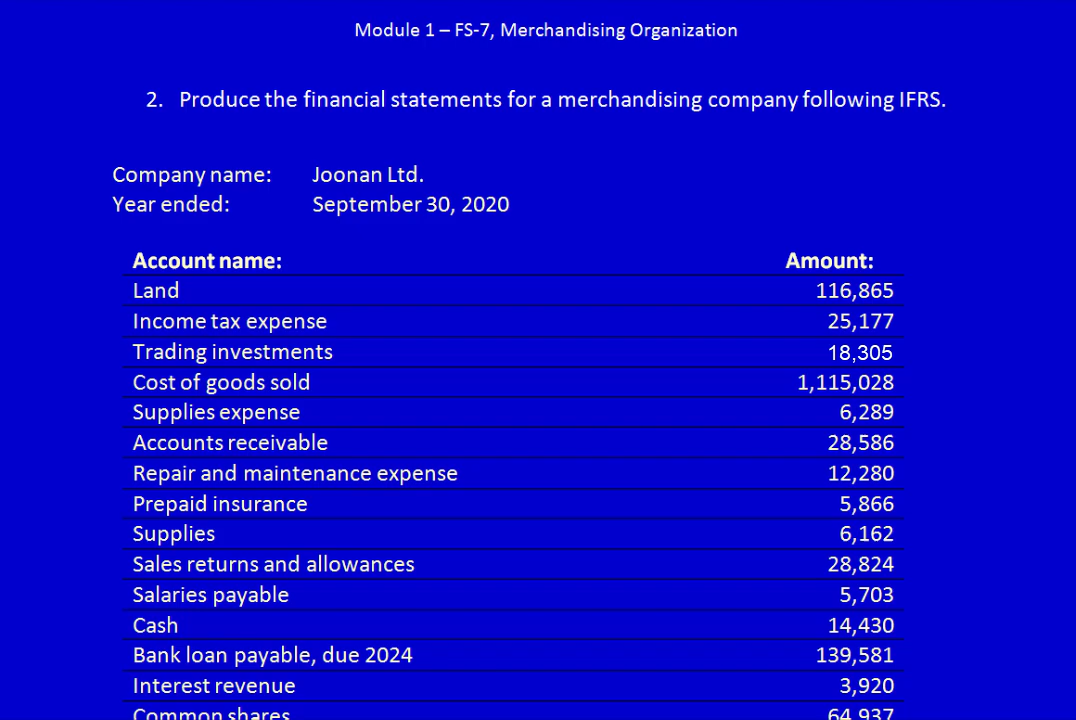 Module 1 – FS-7, Merchandising Organization
2. Produce the financial statements for a merchandising company following IFRS.
Company name: Joonan Ltd.
Year ended: September 30, 2020
Account name: Amount:
Land 116,865
Income tax expense 25,177
Trading investments 18,305
Cost of goods sold 1,115,028
Supplies expense 6,289
Accounts receivable 28,586
Repair and maintenance expense 12,280
Prepaid insurance 5,866
Supplies 6,162
Sales returns and allowances 28,824
Salaries payable 5,703
Cash 14,430
Bank loan payable, due 2024 139,581
Interest revenue 3,920
Common shares 64,937